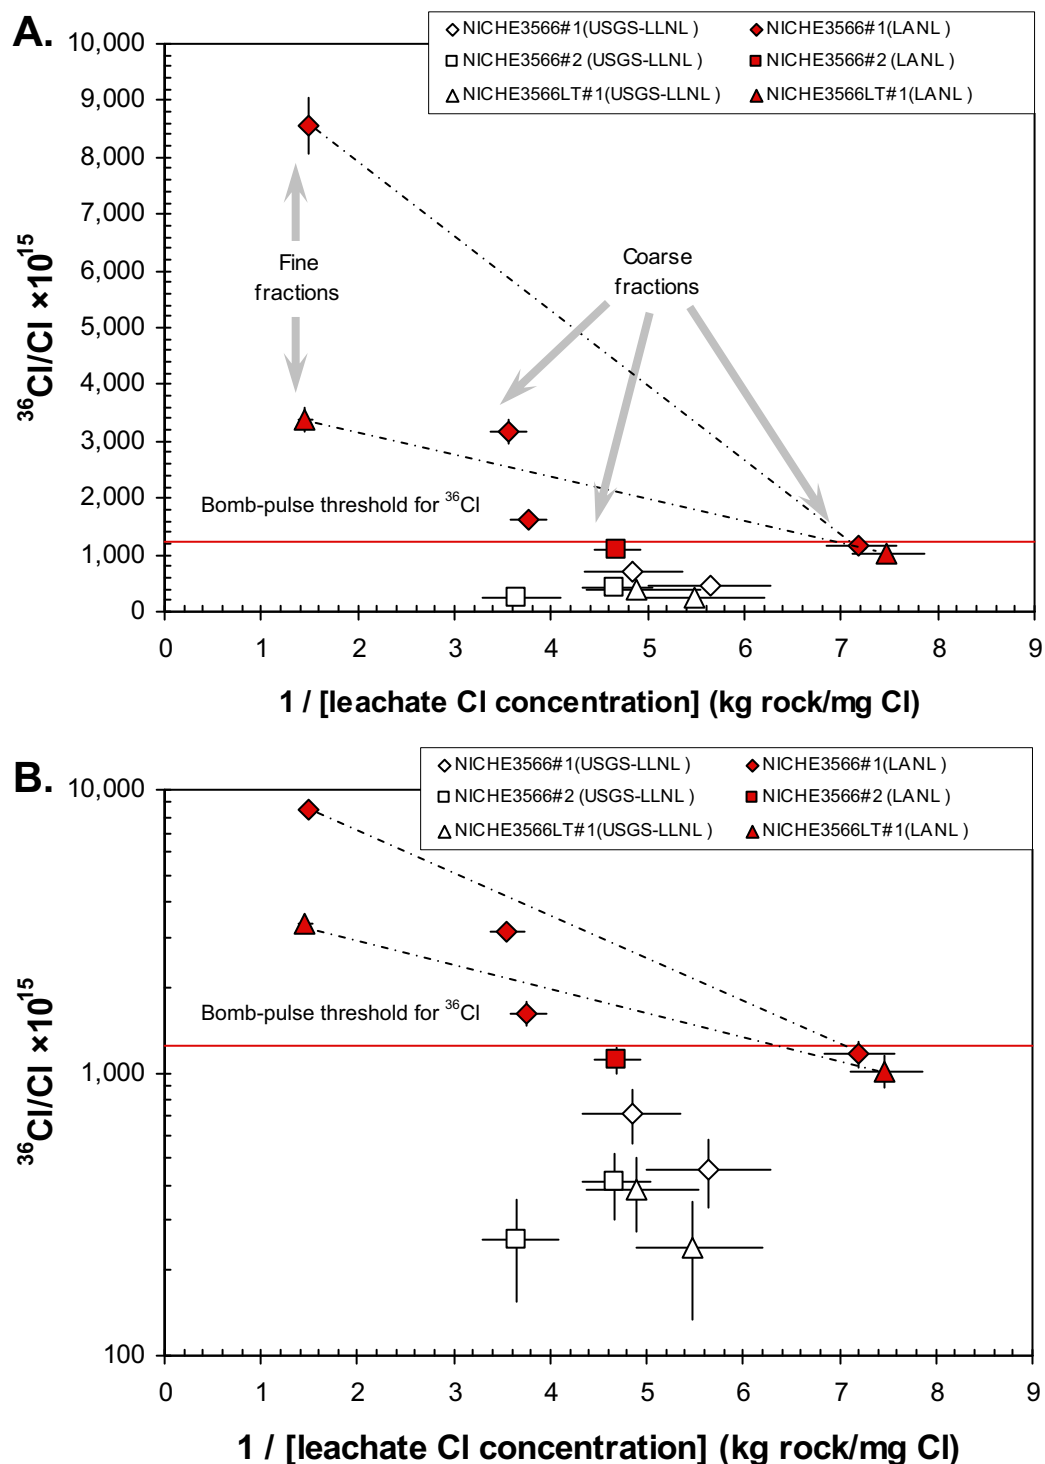 A.
NICHE3566#1(USGS-LLNL ) NICHE3566#1(LANL )
NICHE3566#2 (USGS-LLNL ) NICHE3566#2 (LANL )
NICHE3566LT#1(USGS-LLNL ) NICHE3566LT#1(LANL )
10,000
9,000
8,000
7,000
6,000
5,000
4,000
3,000
2,000
1,000
0
³⁶Cl/Cl ×10¹⁵
Fine
fractions
Coarse
fractions
Bomb-pulse threshold for ³⁶Cl
0 1 2 3 4 5 6 7 8 9
1 / [leachate Cl concentration] (kg rock/mg Cl)
B.
NICHE3566#1(USGS-LLNL ) NICHE3566#1(LANL )
NICHE3566#2 (USGS-LLNL ) NICHE3566#2 (LANL )
NICHE3566LT#1(USGS-LLNL ) NICHE3566LT#1(LANL )
10,000
1,000
100
³⁶Cl/Cl ×10¹⁵
Bomb-pulse threshold for ³⁶Cl
0 1 2 3 4 5 6 7 8 9
1 / [leachate Cl concentration] (kg rock/mg Cl)